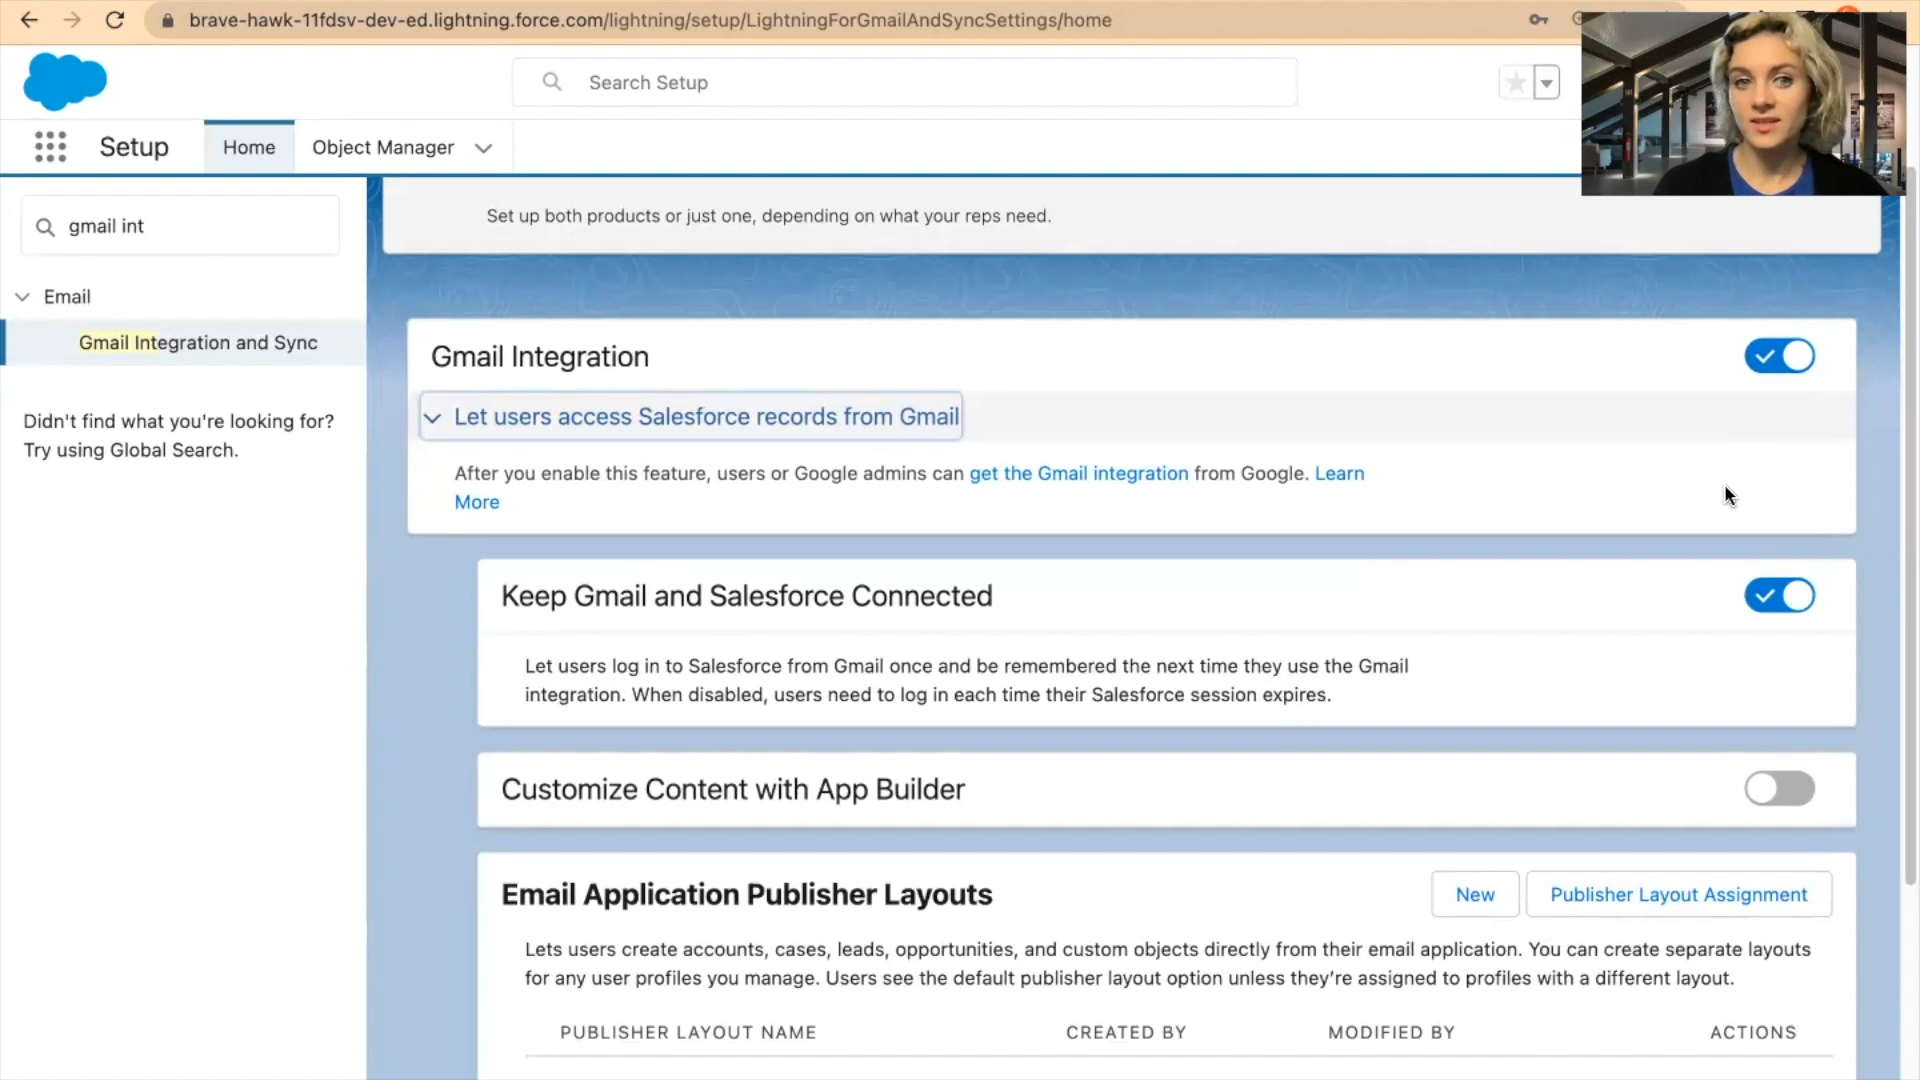 brave-hawk-11fdsv-dev-ed.lightning.force.com/lightning/setup/LightningForGmailAndSyncSettings/home
Search Setup
Setup
Home
Object Manager
gmail int
Email
Gmail Integration and Sync
Didn't find what you're looking for?
Try using Global Search.
Set up both products or just one, depending on what your reps need.
Gmail Integration
Let users access Salesforce records from Gmail
After you enable this feature, users or Google admins can get the Gmail integration from Google. Learn
More
Keep Gmail and Salesforce Connected
Let users log in to Salesforce from Gmail once and be remembered the next time they use the Gmail
integration. When disabled, users need to log in each time their Salesforce session expires.
Customize Content with App Builder
Email Application Publisher Layouts
New
Publisher Layout Assignment
Lets users create accounts, cases, leads, opportunities, and custom objects directly from their email application. You can create separate layouts
for any user profiles you manage. Users see the default publisher layout option unless they're assigned to profiles with a different layout.
PUBLISHER LAYOUT NAME
CREATED BY
MODIFIED BY
ACTIONS